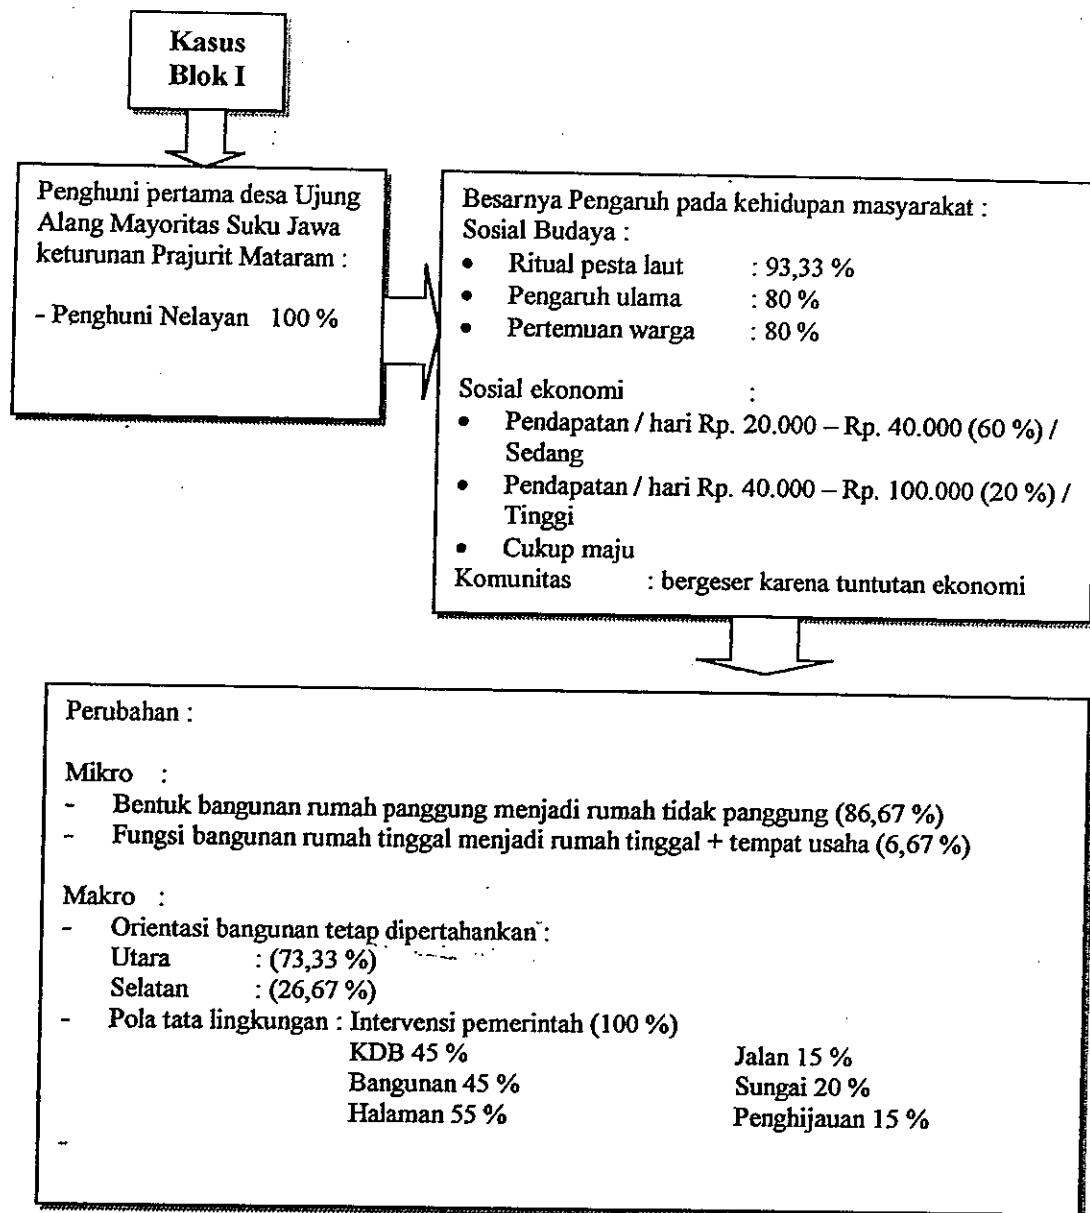 Kasus
Blok I
Penghuni pertama desa Ujung
Alang Mayoritas Suku Jawa
keturunan Prajurit Mataram :
- Penghuni Nelayan 100 %
Besarnya Pengaruh pada kehidupan masyarakat :
Sosial Budaya :
• Ritual pesta laut : 93,33 %
• Pengaruh ulama : 80 %
• Pertemuan warga : 80 %
Sosial ekonomi :
• Pendapatan / hari Rp. 20.000 – Rp. 40.000 (60 %) /
Sedang
• Pendapatan / hari Rp. 40.000 – Rp. 100.000 (20 %) /
Tinggi
• Cukup maju
Komunitas : bergeser karena tuntutan ekonomi
Perubahan :
Mikro :
- Bentuk bangunan rumah panggung menjadi rumah tidak panggung (86,67 %)
- Fungsi bangunan rumah tinggal menjadi rumah tinggal + tempat usaha (6,67 %)
Makro :
- Orientasi bangunan tetap dipertahankan :
Utara : (73,33 %)
Selatan : (26,67 %)
- Pola tata lingkungan : Intervensi pemerintah (100 %)
KDB 45 % Jalan 15 %
Bangunan 45 % Sungai 20 %
Halaman 55 % Penghijauan 15 %
-